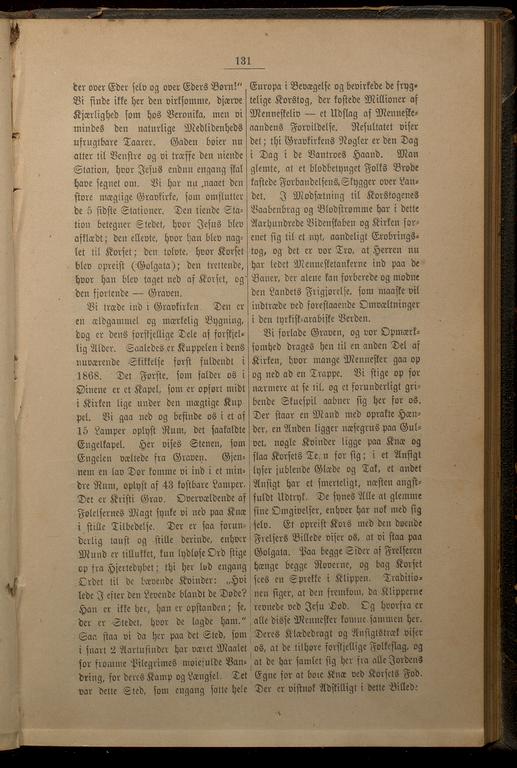 131
der over Eder selv og over Eders Børn!"
Vi finde ikke her den virksomme, djærve
Kjærlighed som hos Veronika, men vi
mindes den naturlige Medlidenheds
ufrugtbare Taarer. Gaden bøier nu
atter til Venstre og vi træffe den niende
Station, hvor Jesus endnu engang skal
have segnet om. Vi har nu naaet den
store mægtige Gravkirke, som omslutter
de 5 sidste Stationer. Den tiende Sta-
tion betegner Stedet, hvor Jesus blev
afklædt; den ellevte, hvor han blev nag-
let til Korset; den tolvte, hvor Korset
blev opreist (Golgata); den trettende,
hvor han blev taget ned af Korset, og
den fjortende — Graven.
Vi træde ind i Gravkirken. Den er
en ældgammel og mærkelig Bygning,
dog er dens forskjellige Dele af forskjel-
lig Alder. Saaledes er Kuppelen i dens
nuværende Skikkelse først fuldendt i
1868. Det Første, som falder os i
Øinene er et Kapel, som er opført midt
i Kirken lige under den mægtige Kup
pel. Vi gaa ned og befinde os i et af
15 Lamper oplyst Rum, det saakaldte
Engelkapel. Her vises Stenen, som
Engelen væltede fra Graven. Gjen-
nem en lav Dør komme vi ind i et min-
dre Rum, oplyst af 43 kostbare Lamper.
Det er Kristi Grav. Overvældende af
Følelsernes Magt synke vi ned paa Knæ
i stille Tilbedelse. Der er saa forun-
derlig taust og stille derinde, enhver
Mund er tillukket, kun lydløse Ord stige
op fra Hjertedybet; thi her lød engang
Ordet til de bævende Kvinder: „Hvi
lede I efter den Levende blandt de Døde?
Han er ikke her, han er opstanden; se,
der er Stedet, hvor de lagde ham."
Saa staa vi da her paa det Sted, som
i snart 2 Aartusinder har været Maalet
for fromme Pilegrimes møiefulde Van-
dring, for deres Kamp og Længsel. Det
var dette Sted, som engang satte hele
Europa i Bevægelse og bevirkede de fryg-
telige Korstog, der kostede Millioner af
Menneskeliv — et Udslag af Menneske-
aandens Forvildelse. Resultatet viser
det; thi Gravkirkens Nøgler er den Dag
i Dag i de Vantroes Haand. Man
glemte, at et blodbetynget Folks Brøde
kastede Forbandelsens Skygger over Lan-
det. I Modsætning til Korstogenes
Vaabenbrag og Blodstrømme har i dette
Aarhundrede Videnskaben og Kirken for-
enet sig til et nyt, aandeligt Erobrings-
tog, og det er vor Tro, at Herren nu
har ledet Mennesketankerne ind paa de
Baner, der alene kan forberede og modne
den Landets Frigjørelse, som maaske vil
indtræde ved forestaaende Omvæltninger
i den tyrkisk-arabiske Verden.
Vi forlade Graven, og vor Opmærk-
somhed drages hen til en anden Del af
Kirken, hvor mange Mennesker gaa op
og ned ad en Trappe. Vi stige op for
nærmere at se til, og et forunderligt gri-
bende Skuespil aabner sig her for os.
Der staar en Mand med oprakte Hæn-
der, en Anden ligger næsegrus paa Gul-
vet, nogle Kvinder ligge paa Knæ og
slaa Korsets Tegn for sig; i et Ansigt
lyser jublende Glæde og Tak, et andet
Ansigt har et smerteligt, næsten angst-
fuldt Udtryk. De synes Alle at glemme
sine Omgivelser, enhver har nok med sig
selv. Et opreist Kors med den døende
Frelsers Billede viser os, at vi staa paa
Golgata. Paa begge Sider af Frelseren
hænge begge Røverne, og bag Korset
sees en Sprekke i Klippen. Traditio-
nen siger, at den fremkom, da Klipperne
revnede ved Jesu Død. Og hvorfra er
alle disse Mennesker komne sammen her.
Deres Klædedragt og Ansigtstræk viser
os, at de tilhøre forskjellige Folkeslag, og
at de har samlet sig her fra alle Jordens
Egne for at bøie Knæ ved Korsets Fod.
Der er vistnok Adskilligt i dette Billed: